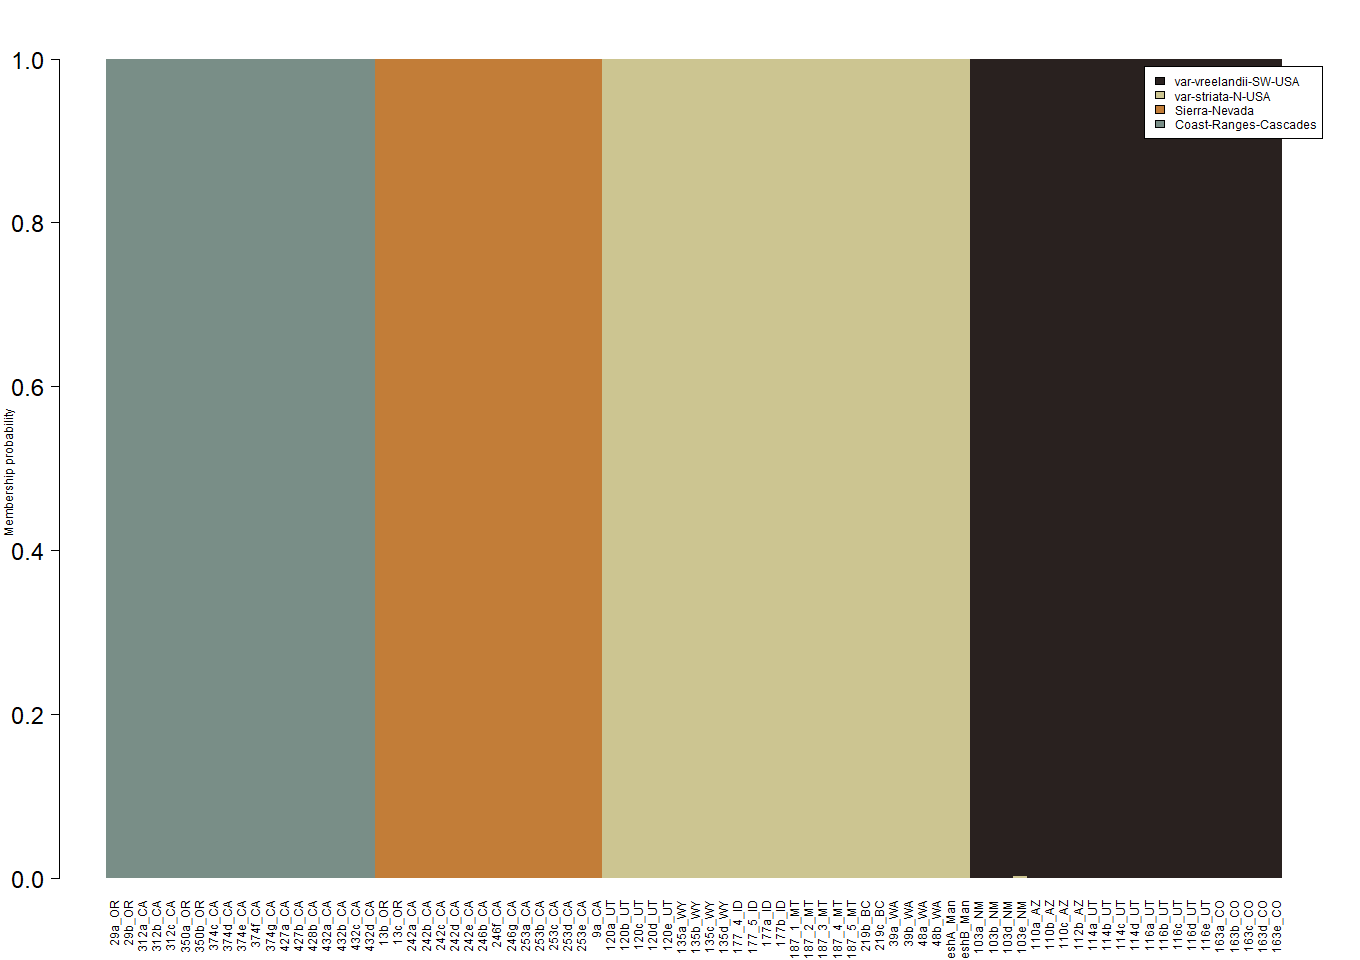 1.0
0.8
0.6
0.4
0.2
0.0
Membership probability
var-vreelandii-SW-USA
var-striata-N-USA
Sierra-Nevada
Coast-Ranges-Cascades
29a_OR
29b_OR
312a_CA
312b_CA
312c_CA
350a_OR
350b_OR
374c_CA
374d_CA
374e_CA
374f_CA
374g_CA
427a_CA
427b_CA
428b_CA
432a_CA
432b_CA
432c_CA
432d_CA
13b_OR
13c_OR
242a_CA
242b_CA
242c_CA
242d_CA
242e_CA
246b_CA
246f_CA
246g_CA
253a_CA
253b_CA
253c_CA
253d_CA
253e_CA
9a_CA
120a_UT
120b_UT
120c_UT
120d_UT
120e_UT
135a_WY
135b_WY
135c_WY
135d_WY
177_4_ID
177_5_ID
177a_ID
177b_ID
187_1_MT
187_2_MT
187_3_MT
187_4_MT
187_5_MT
219b_BC
219c_BC
39a_WA
39b_WA
48a_WA
48b_WA
eshA_Man
eshB_Man
103a_NM
103b_NM
103d_NM
103e_NM
110a_AZ
110b_AZ
110c_AZ
112b_AZ
114a_UT
114b_UT
114c_UT
114d_UT
116a_UT
116b_UT
116c_UT
116d_UT
116e_UT
163a_CO
163b_CO
163c_CO
163d_CO
163e_CO